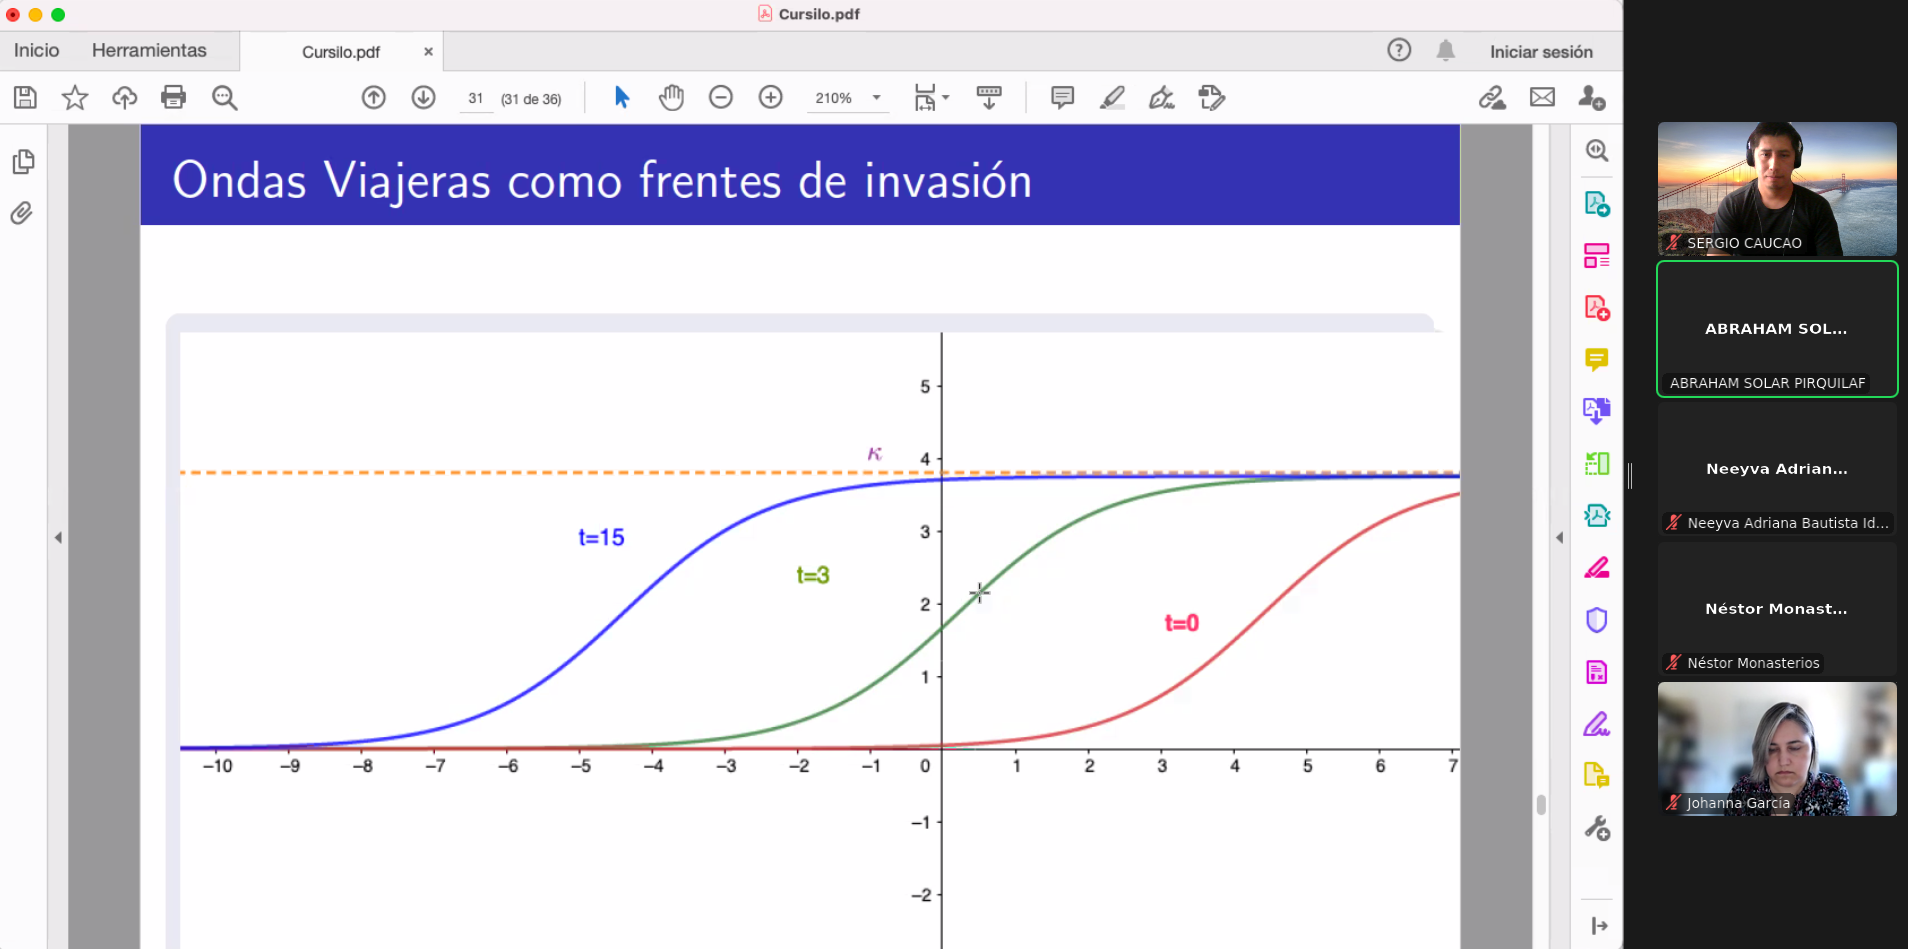 Cursilo.pdf
Inicio Herramientas Cursilo.pdf × ? Iniciar sesión
31 (31 de 36) 210%
Ondas Viajeras como frentes de invasión
5
κ
4
t=15
3
t=3
2
t=0
1
–10 –9 –8 –7 –6 –5 –4 –3 –2 –1 0 1 2 3 4 5 6 7
–1
–2
SERGIO CAUCAO
ABRAHAM SOL...
ABRAHAM SOLAR PIRQUILAF
Neeyva Adrian...
Neeyva Adriana Bautista Id...
Néstor Monast...
Néstor Monasterios
Johanna García